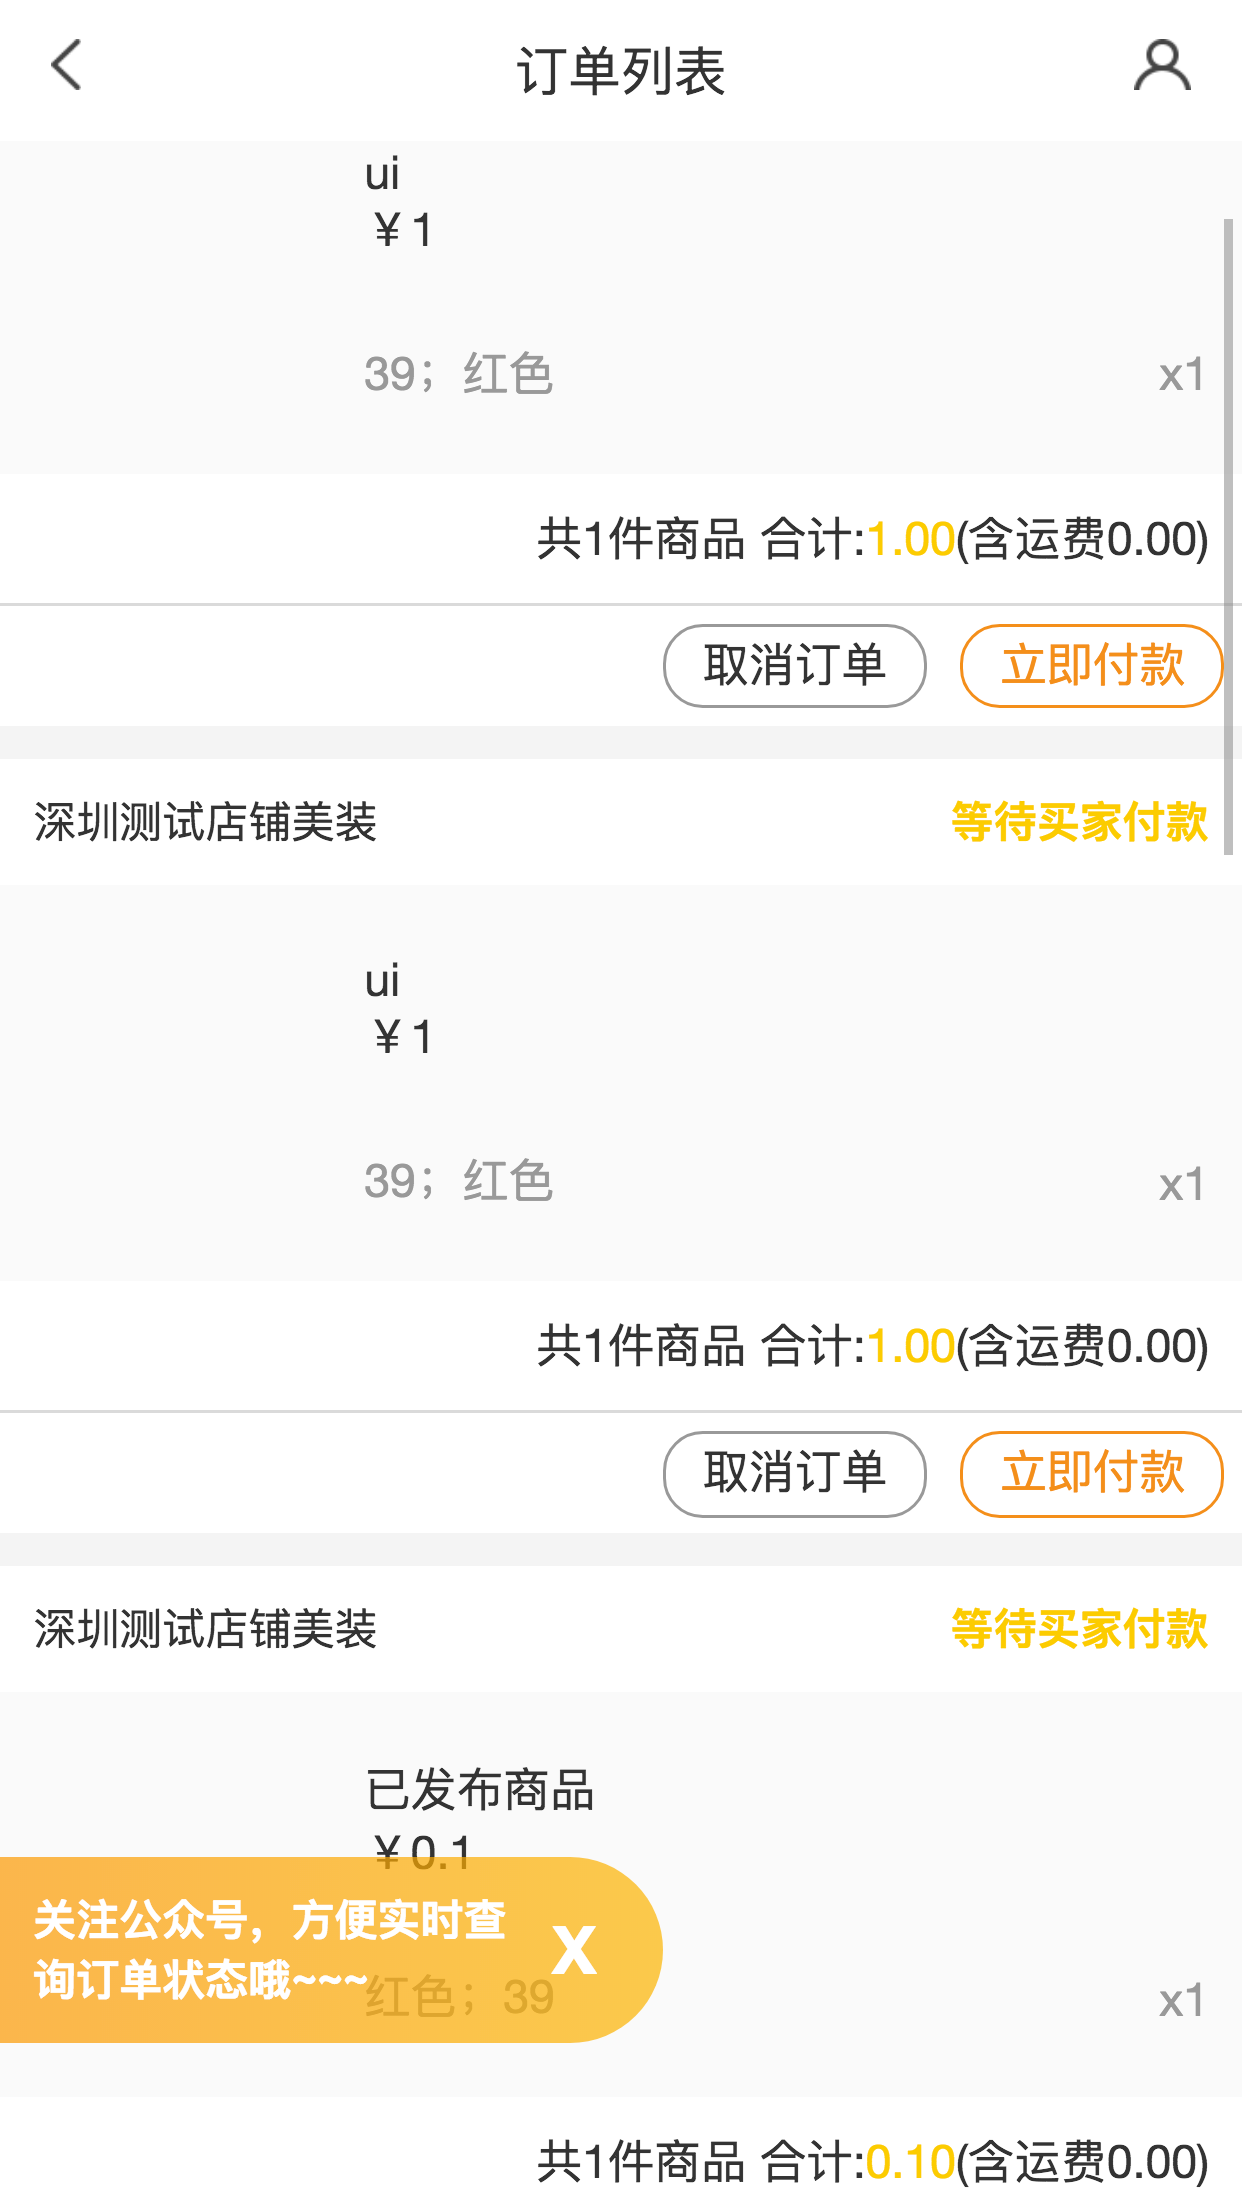 订单列表
ui
￥1
39；红色 x1
共1件商品 合计:1.00(含运费0.00)
取消订单 立即付款
深圳测试店铺美装 等待买家付款
ui
￥1
39；红色 x1
共1件商品 合计:1.00(含运费0.00)
取消订单 立即付款
深圳测试店铺美装 等待买家付款
已发布商品
￥0.1
关注公众号，方便实时查
询订单状态哦~~~
X
红色；39 x1
共1件商品 合计:0.10(含运费0.00)